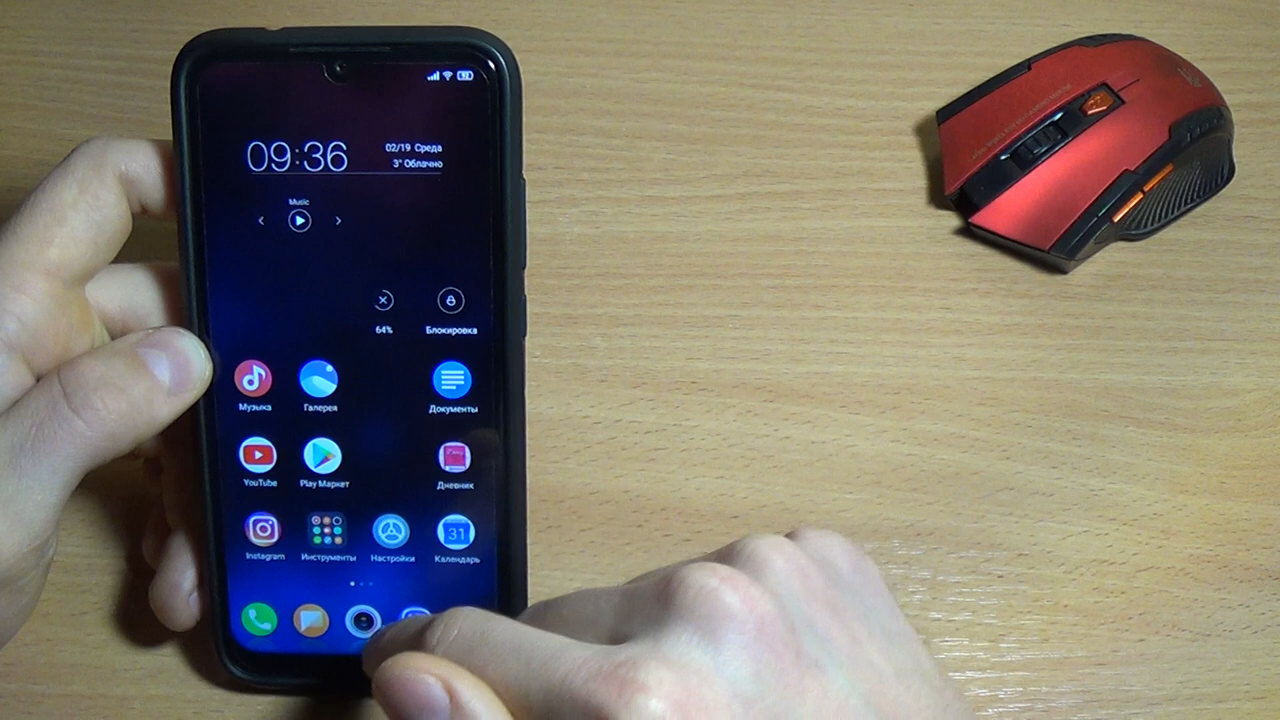 09:36
02/19 Среда
3° Облачно
Music
64%
Блокировка
Музыка
Галерея
Документы
YouTube
Play Маркет
Дневник
Instagram
Инструменты
Настройки
31
Календарь